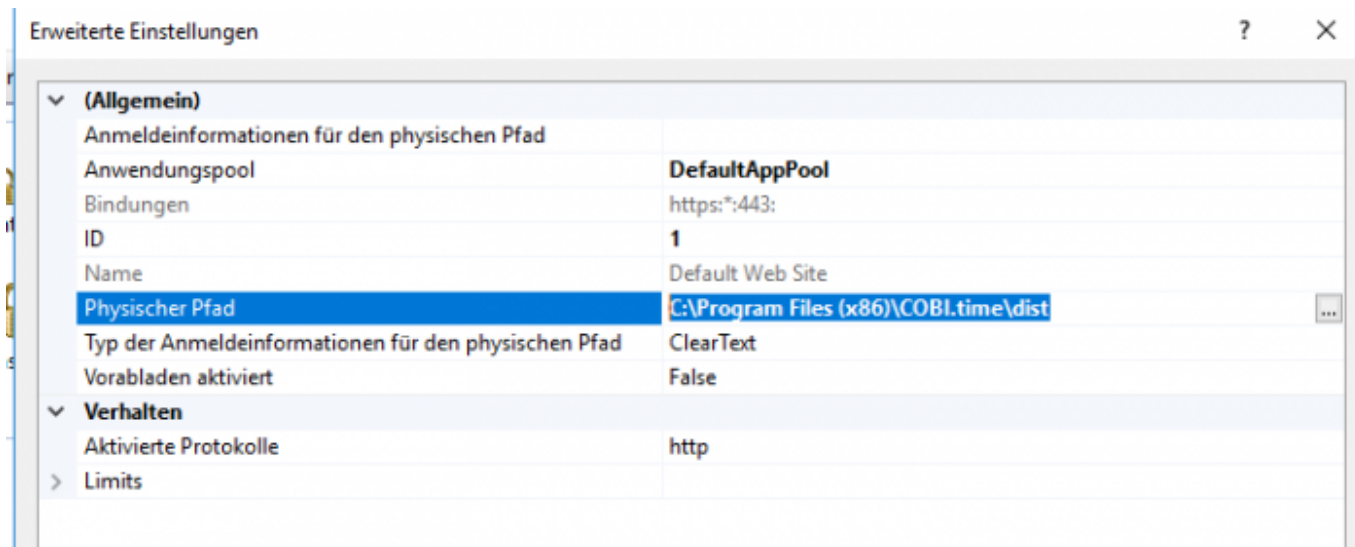 Erweiterte Einstellungen ?
(Allgemein)
Anmeldeinformationen für den physischen Pfad
Anwendungspool DefaultAppPool
Bindungen https:*:443:
ID 1
Name Default Web Site
Physischer Pfad C:\Program Files (x86)\COBI.time\dist ...
Typ der Anmeldeinformationen für den physischen Pfad ClearText
Vorabladen aktiviert False
Verhalten
Aktivierte Protokolle http
Limits